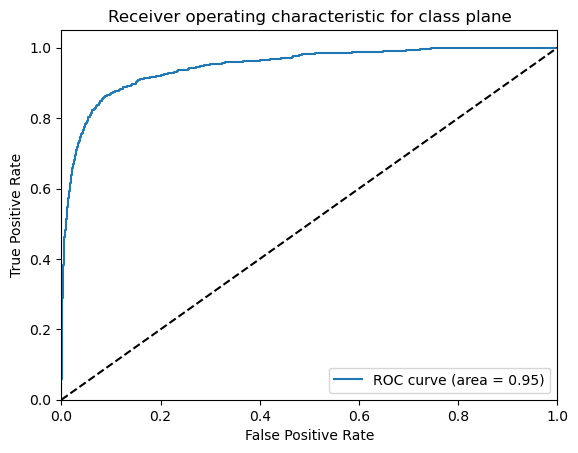 Receiver operating characteristic for class plane
True Positive Rate
1.0
0.8
0.6
0.4
0.2
0.0
ROC curve (area = 0.95)
0.0 0.2 0.4 0.6 0.8 1.0
False Positive Rate